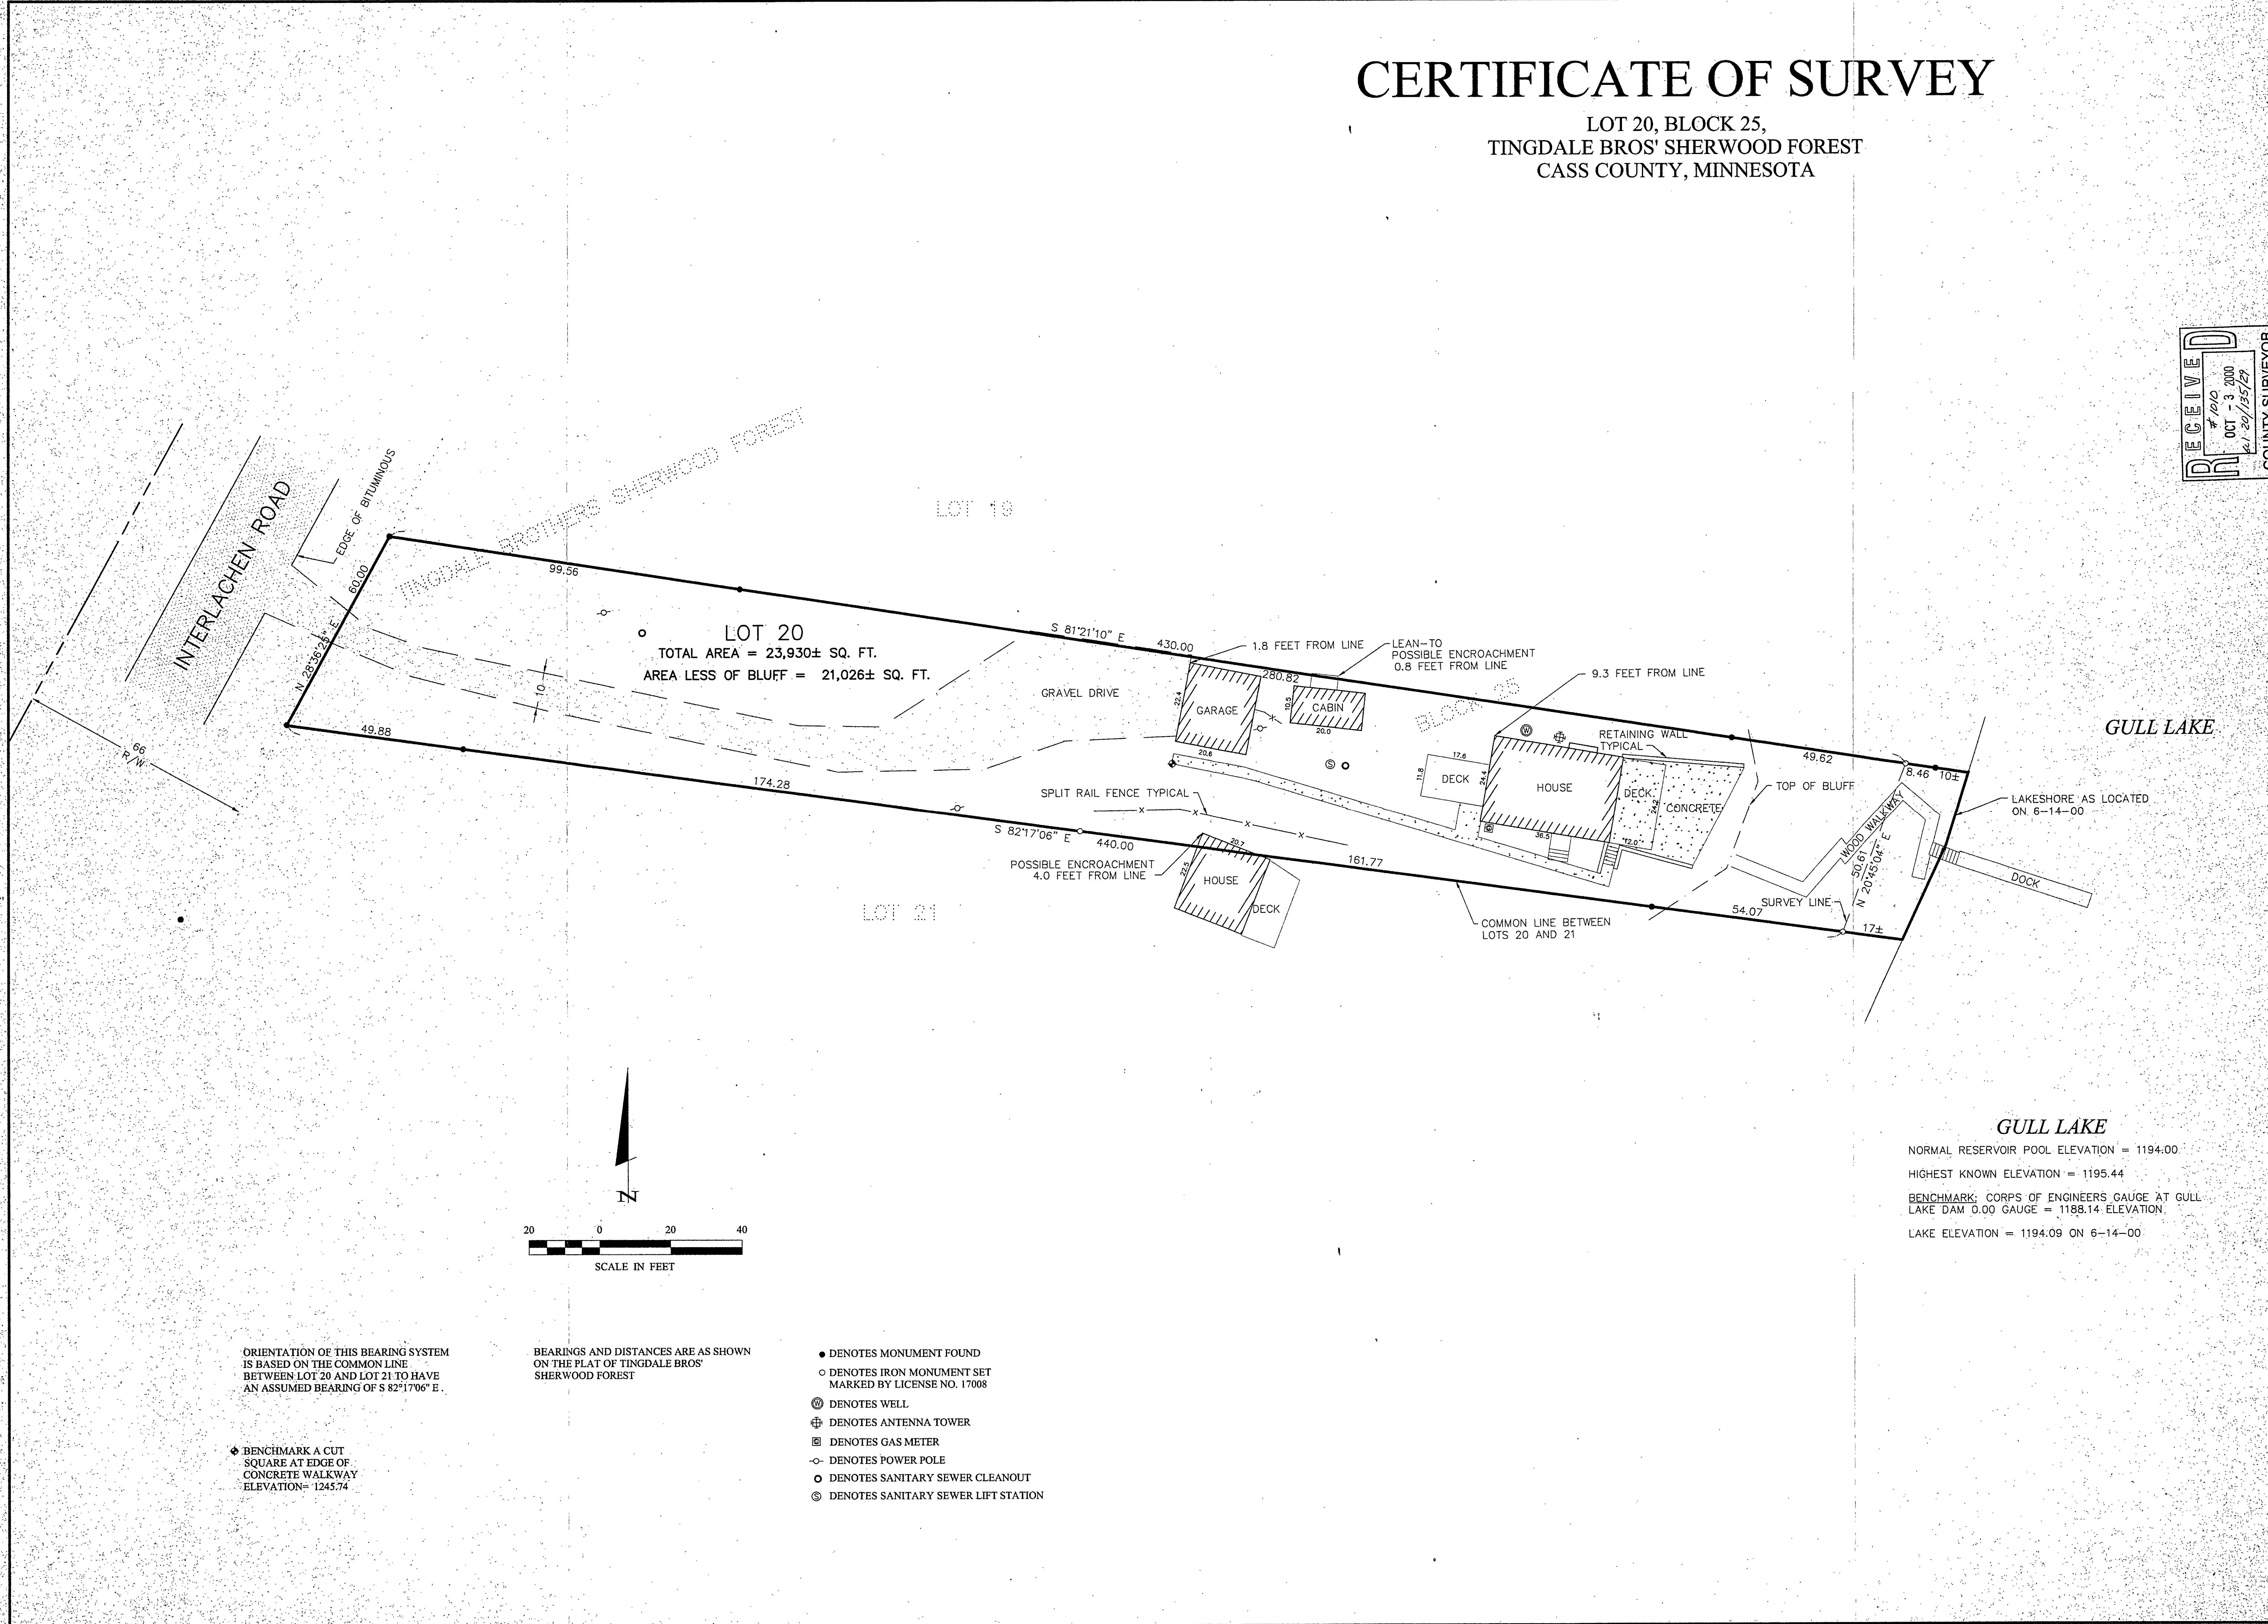 CERTIFICATE OF SURVEY
LOT 20, BLOCK 25,
TINGDALE BROS' SHERWOOD FOREST
CASS COUNTY, MINNESOTA
RECEIVED
# 1010
OCT - 3 2000
COUNTY SURVEYOR
INTERLACHEN ROAD
EDGE OF BITUMINOUS
TINGDALE BROTHERS SHERWOOD FOREST
LOT 19
N 28°36'25" E
60.00
66
R/W
99.56
LOT 20
TOTAL AREA = 23,930± SQ. FT.
AREA LESS OF BLUFF = 21,026± SQ. FT.
10
49.88
174.28
S 81°21'10" E
430.00
1.8 FEET FROM LINE
LEAN-TO
POSSIBLE ENCROACHMENT
0.8 FEET FROM LINE
280.82
9.3 FEET FROM LINE
GRAVEL DRIVE
GARAGE
22.4
20.6
CABIN
10.5
20.0
BLOCK 25
RETAINING WALL
TYPICAL
DECK
17.6
11.8
24.4
HOUSE
36.5
DECK
24.2
12.0
CONCRETE
TOP OF BLUFF
49.62
8.46
10±
GULL LAKE
LAKESHORE AS LOCATED
ON 6-14-00
WOOD WALKWAY
50.61
N 20°45'04" E
DOCK
SURVEY LINE
17±
54.07
SPLIT RAIL FENCE TYPICAL
X X X X
S 82°17'06" E
440.00
161.77
POSSIBLE ENCROACHMENT
4.0 FEET FROM LINE
20.7
22.5
HOUSE
DECK
LOT 21
COMMON LINE BETWEEN
LOTS 20 AND 21
N
20 0 20 40
SCALE IN FEET
GULL LAKE
NORMAL RESERVOIR POOL ELEVATION = 1194.00
HIGHEST KNOWN ELEVATION = 1195.44
BENCHMARK: CORPS OF ENGINEERS GAUGE AT GULL
LAKE DAM 0.00 GAUGE = 1188.14 ELEVATION
LAKE ELEVATION = 1194.09 ON 6-14-00
ORIENTATION OF THIS BEARING SYSTEM
IS BASED ON THE COMMON LINE
BETWEEN LOT 20 AND LOT 21 TO HAVE
AN ASSUMED BEARING OF S 82°17'06" E .
BENCHMARK A CUT
SQUARE AT EDGE OF
CONCRETE WALKWAY
ELEVATION= 1245.74
BEARINGS AND DISTANCES ARE AS SHOWN
ON THE PLAT OF TINGDALE BROS'
SHERWOOD FOREST
DENOTES MONUMENT FOUND
DENOTES IRON MONUMENT SET
MARKED BY LICENSE NO. 17008
W DENOTES WELL
DENOTES ANTENNA TOWER
G DENOTES GAS METER
DENOTES POWER POLE
DENOTES SANITARY SEWER CLEANOUT
S DENOTES SANITARY SEWER LIFT STATION